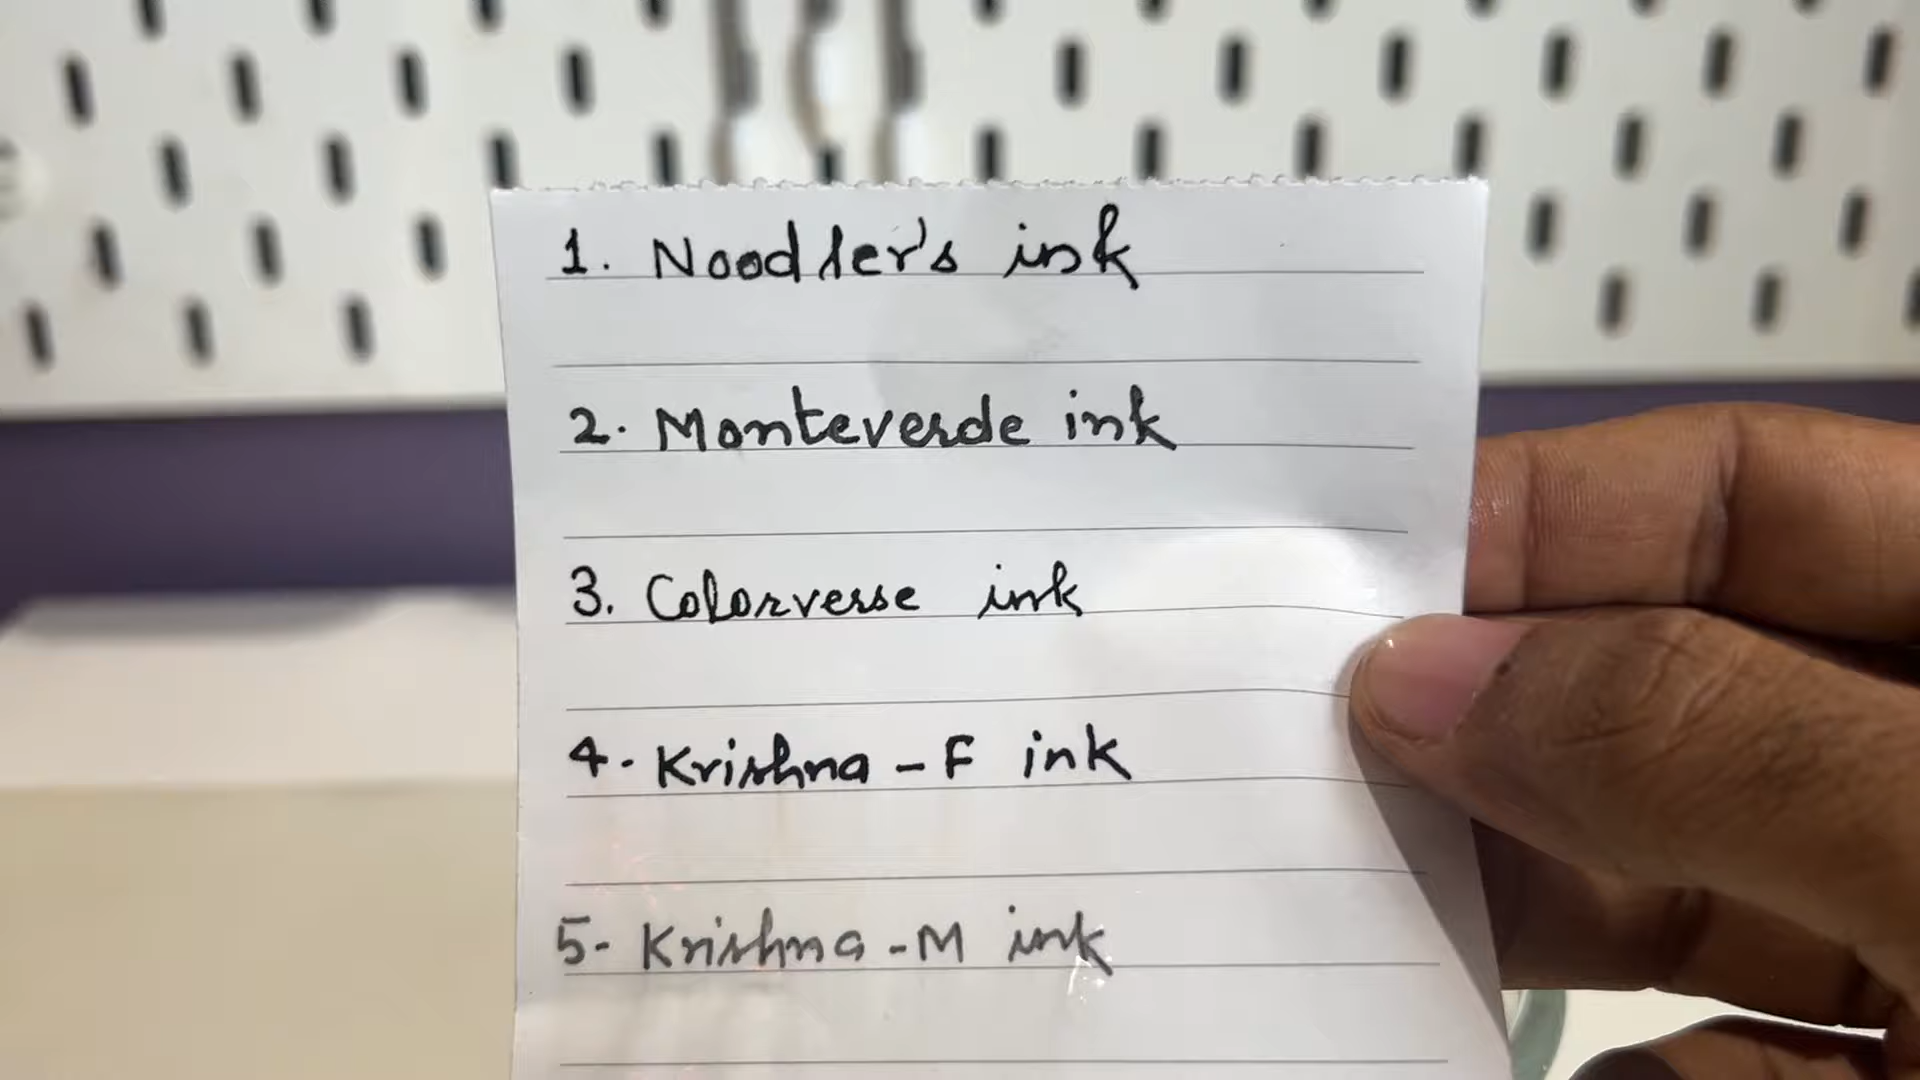 1. Noodler's ink
2. Monteverde ink
3. Colorverse ink
4. Krishna - F ink
5- Krishna - M ink